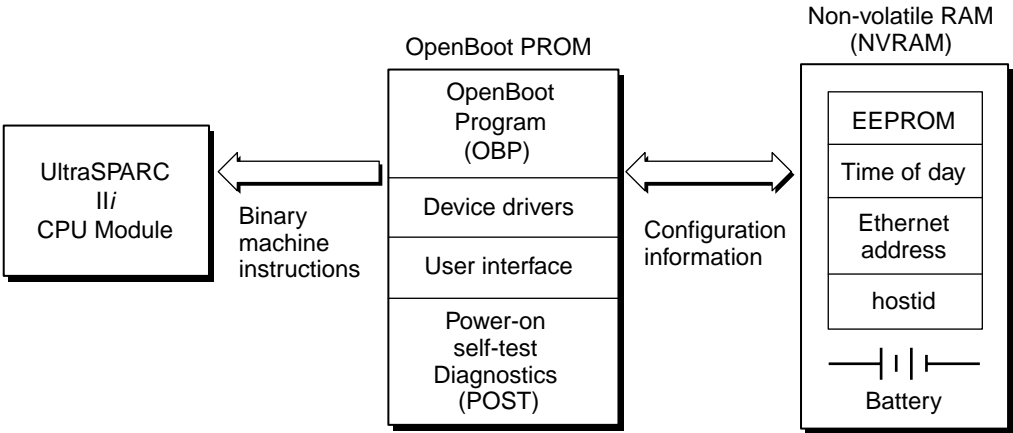 UltraSPARC
IIi
CPU Module
Binary
machine
instructions
OpenBoot PROM
OpenBoot
Program
(OBP)
Device drivers
User interface
Power-on
self-test
Diagnostics
(POST)
Configuration
information
Non-volatile RAM
(NVRAM)
EEPROM
Time of day
Ethernet
address
hostid
Battery